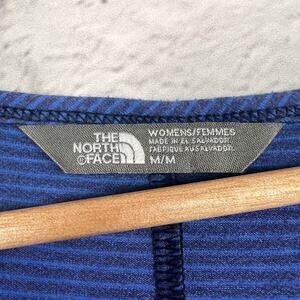 THE
NORTH
FACE
WOMENS/FEMMES
MADE IN EL SALVADOR
FABRIQUE AU SALVADOR
M/M